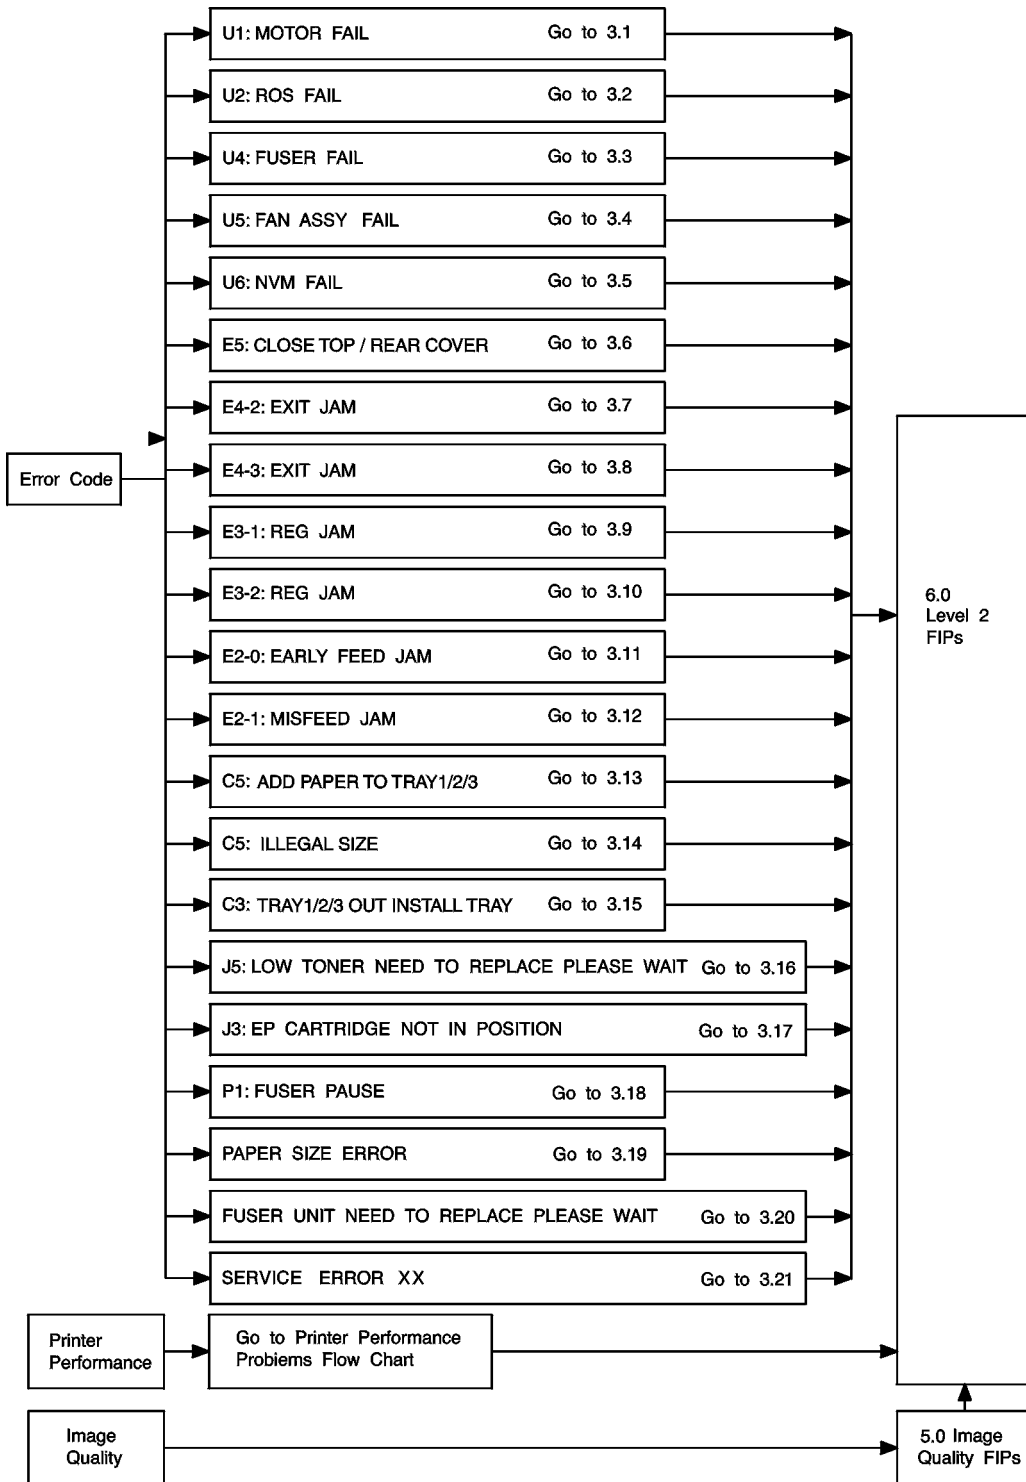 U1: MOTOR FAIL Go to 3.1
U2: ROS FAIL Go to 3.2
U4: FUSER FAIL Go to 3.3
U5: FAN ASSY FAIL Go to 3.4
U6: NVM FAIL Go to 3.5
E5: CLOSE TOP / REAR COVER Go to 3.6
E4-2: EXIT JAM Go to 3.7
E4-3: EXIT JAM Go to 3.8
Error Code
E3-1: REG JAM Go to 3.9
E3-2: REG JAM Go to 3.10
E2-0: EARLY FEED JAM Go to 3.11
E2-1: MISFEED JAM Go to 3.12
C5: ADD PAPER TO TRAY1/2/3 Go to 3.13
C5: ILLEGAL SIZE Go to 3.14
C3: TRAY1/2/3 OUT INSTALL TRAY Go to 3.15
J5: LOW TONER NEED TO REPLACE PLEASE WAIT Go to 3.16
J3: EP CARTRIDGE NOT IN POSITION Go to 3.17
P1: FUSER PAUSE Go to 3.18
PAPER SIZE ERROR Go to 3.19
FUSER UNIT NEED TO REPLACE PLEASE WAIT Go to 3.20
SERVICE ERROR XX Go to 3.21
6.0
Level 2
FIPs
Printer
Performance
Go to Printer Performance
Probiems Flow Chart
Image
Quality
5.0 Image
Quality FIPs